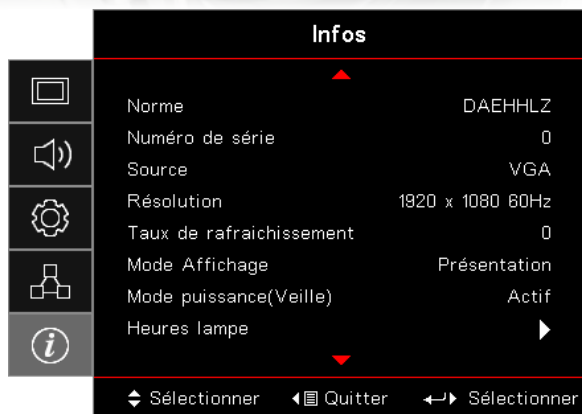 Infos
Norme DAEHHLZ
Numéro de série 0
Source VGA
Résolution 1920 x 1080 60Hz
Taux de rafraichissement 0
Mode Affichage Présentation
Mode puissance(Veille) Actif
Heures lampe
Sélectionner Quitter Sélectionner